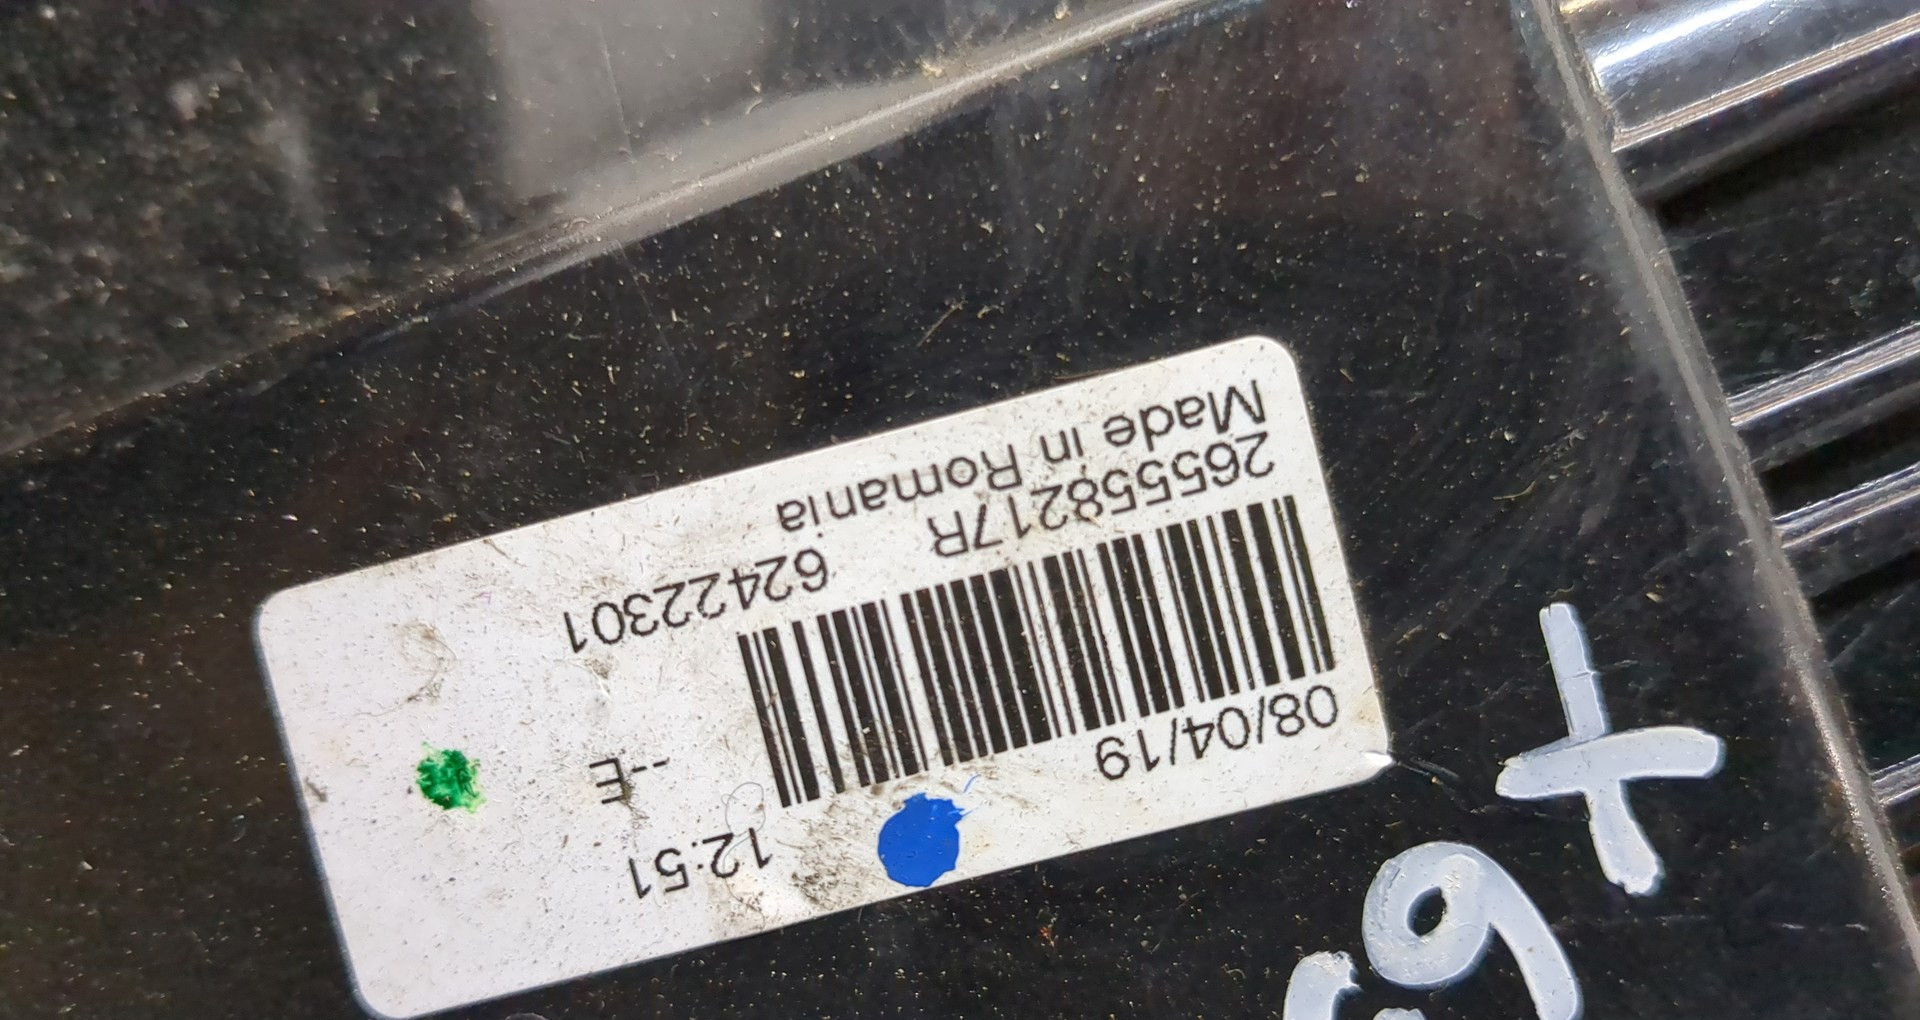 08/04/19 12:51
--E
265558217R 62422301
Made in Romania